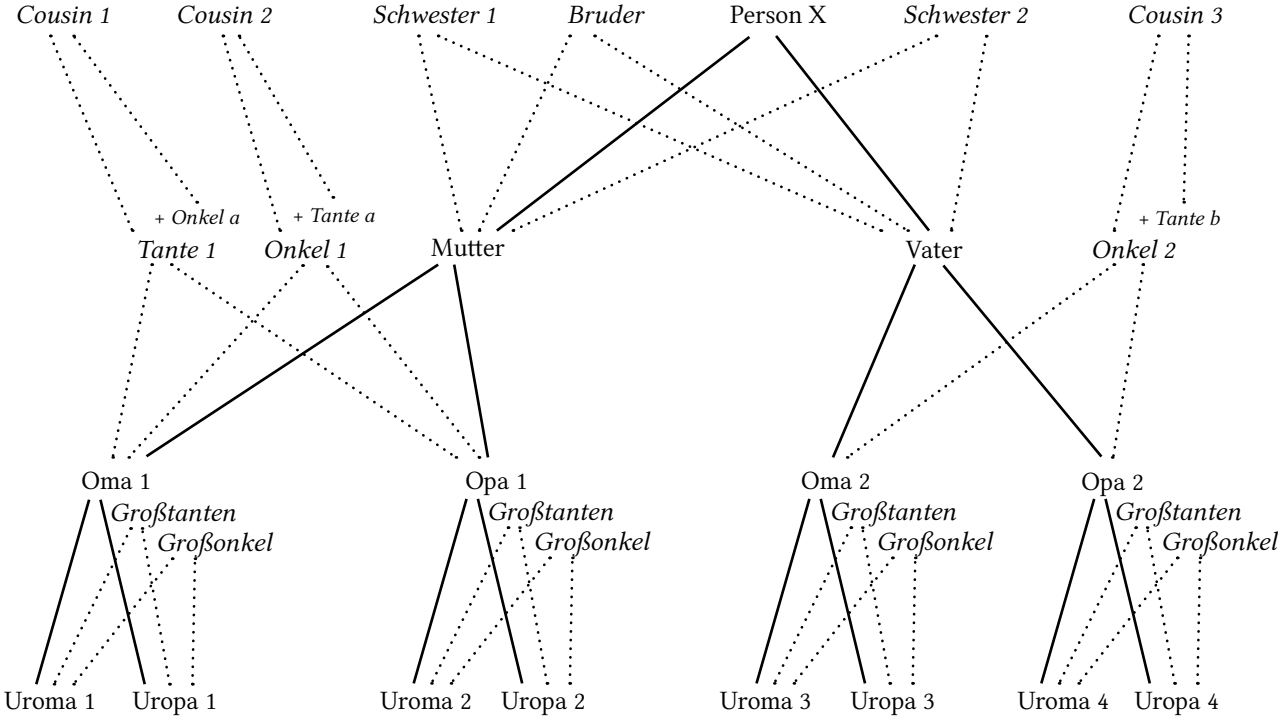 Cousin 1 Cousin 2 Schwester 1 Bruder Person X Schwester 2 Cousin 3
+ Onkel a + Tante a + Tante b
Tante 1 Onkel 1 Mutter Vater Onkel 2
Oma 1 Opa 1 Oma 2 Opa 2
Großtanten Großtanten Großtanten Großtanten
Großonkel Großonkel Großonkel Großonkel
Uroma 1 Uropa 1 Uroma 2 Uropa 2 Uroma 3 Uropa 3 Uroma 4 Uropa 4